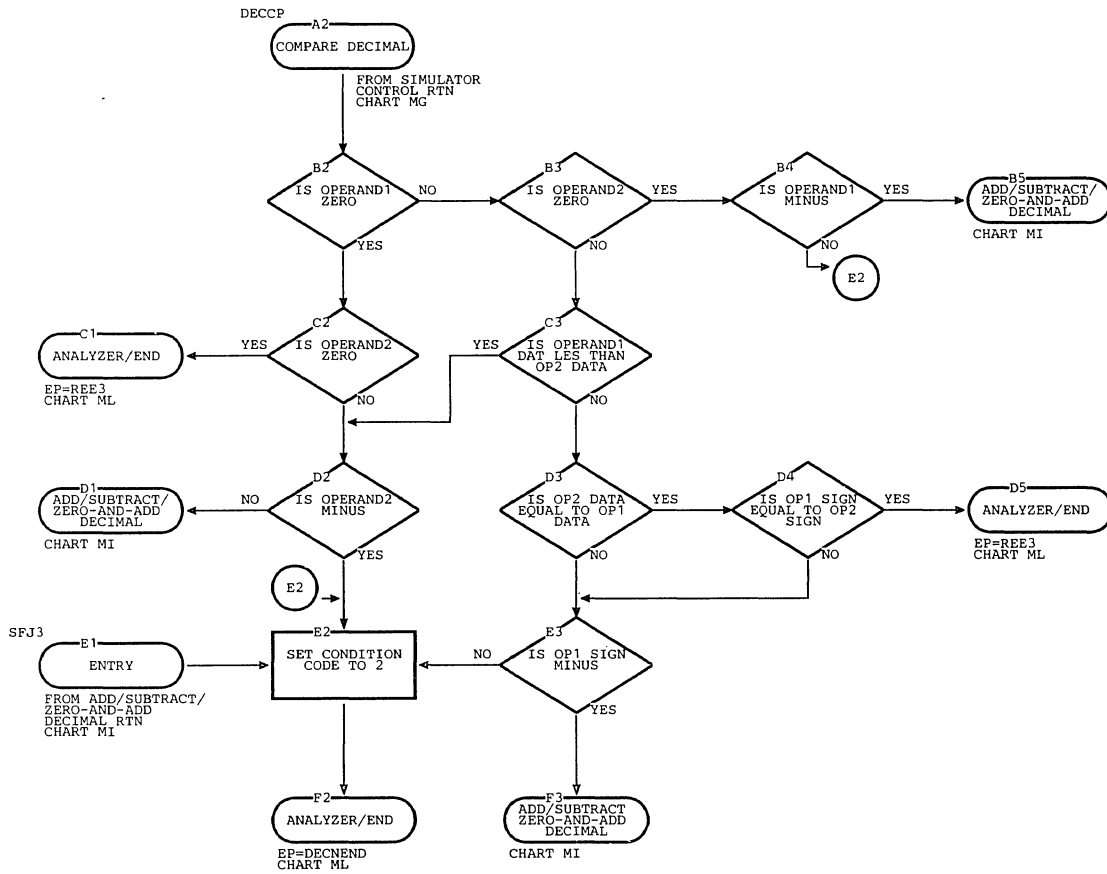 DECCP
A2
COMPARE DECIMAL
FROM SIMULATOR
CONTROL RTN
CHART MG
B2
IS OPERAND1
ZERO
NO
YES
B3
IS OPERAND2
ZERO
YES
NO
B4
IS OPERAND1
MINUS
YES
NO
E2
B5
ADD/SUBTRACT/
ZERO-AND-ADD
DECIMAL
CHART MI
C1
ANALYZER/END
EP=REE3
CHART ML
YES
C2
IS OPERAND2
ZERO
NO
YES
C3
IS OPERAND1
DAT LES THAN
OP2 DATA
NO
D1
ADD/SUBTRACT/
ZERO-AND-ADD
DECIMAL
CHART MI
NO
D2
IS OPERAND2
MINUS
YES
D3
IS OP2 DATA
EQUAL TO OP1
DATA
YES
NO
D4
IS OP1 SIGN
EQUAL TO OP2
SIGN
YES
NO
D5
ANALYZER/END
EP=REE3
CHART ML
E2
SFJ3
E1
ENTRY
FROM ADD/SUBTRACT/
ZERO-AND-ADD
DECIMAL RTN
CHART MI
E2
SET CONDITION
CODE TO 2
NO
E3
IS OP1 SIGN
MINUS
YES
F2
ANALYZER/END
EP=DECNEND
CHART ML
F3
ADD/SUBTRACT
ZERO-AND-ADD
DECIMAL
CHART MI